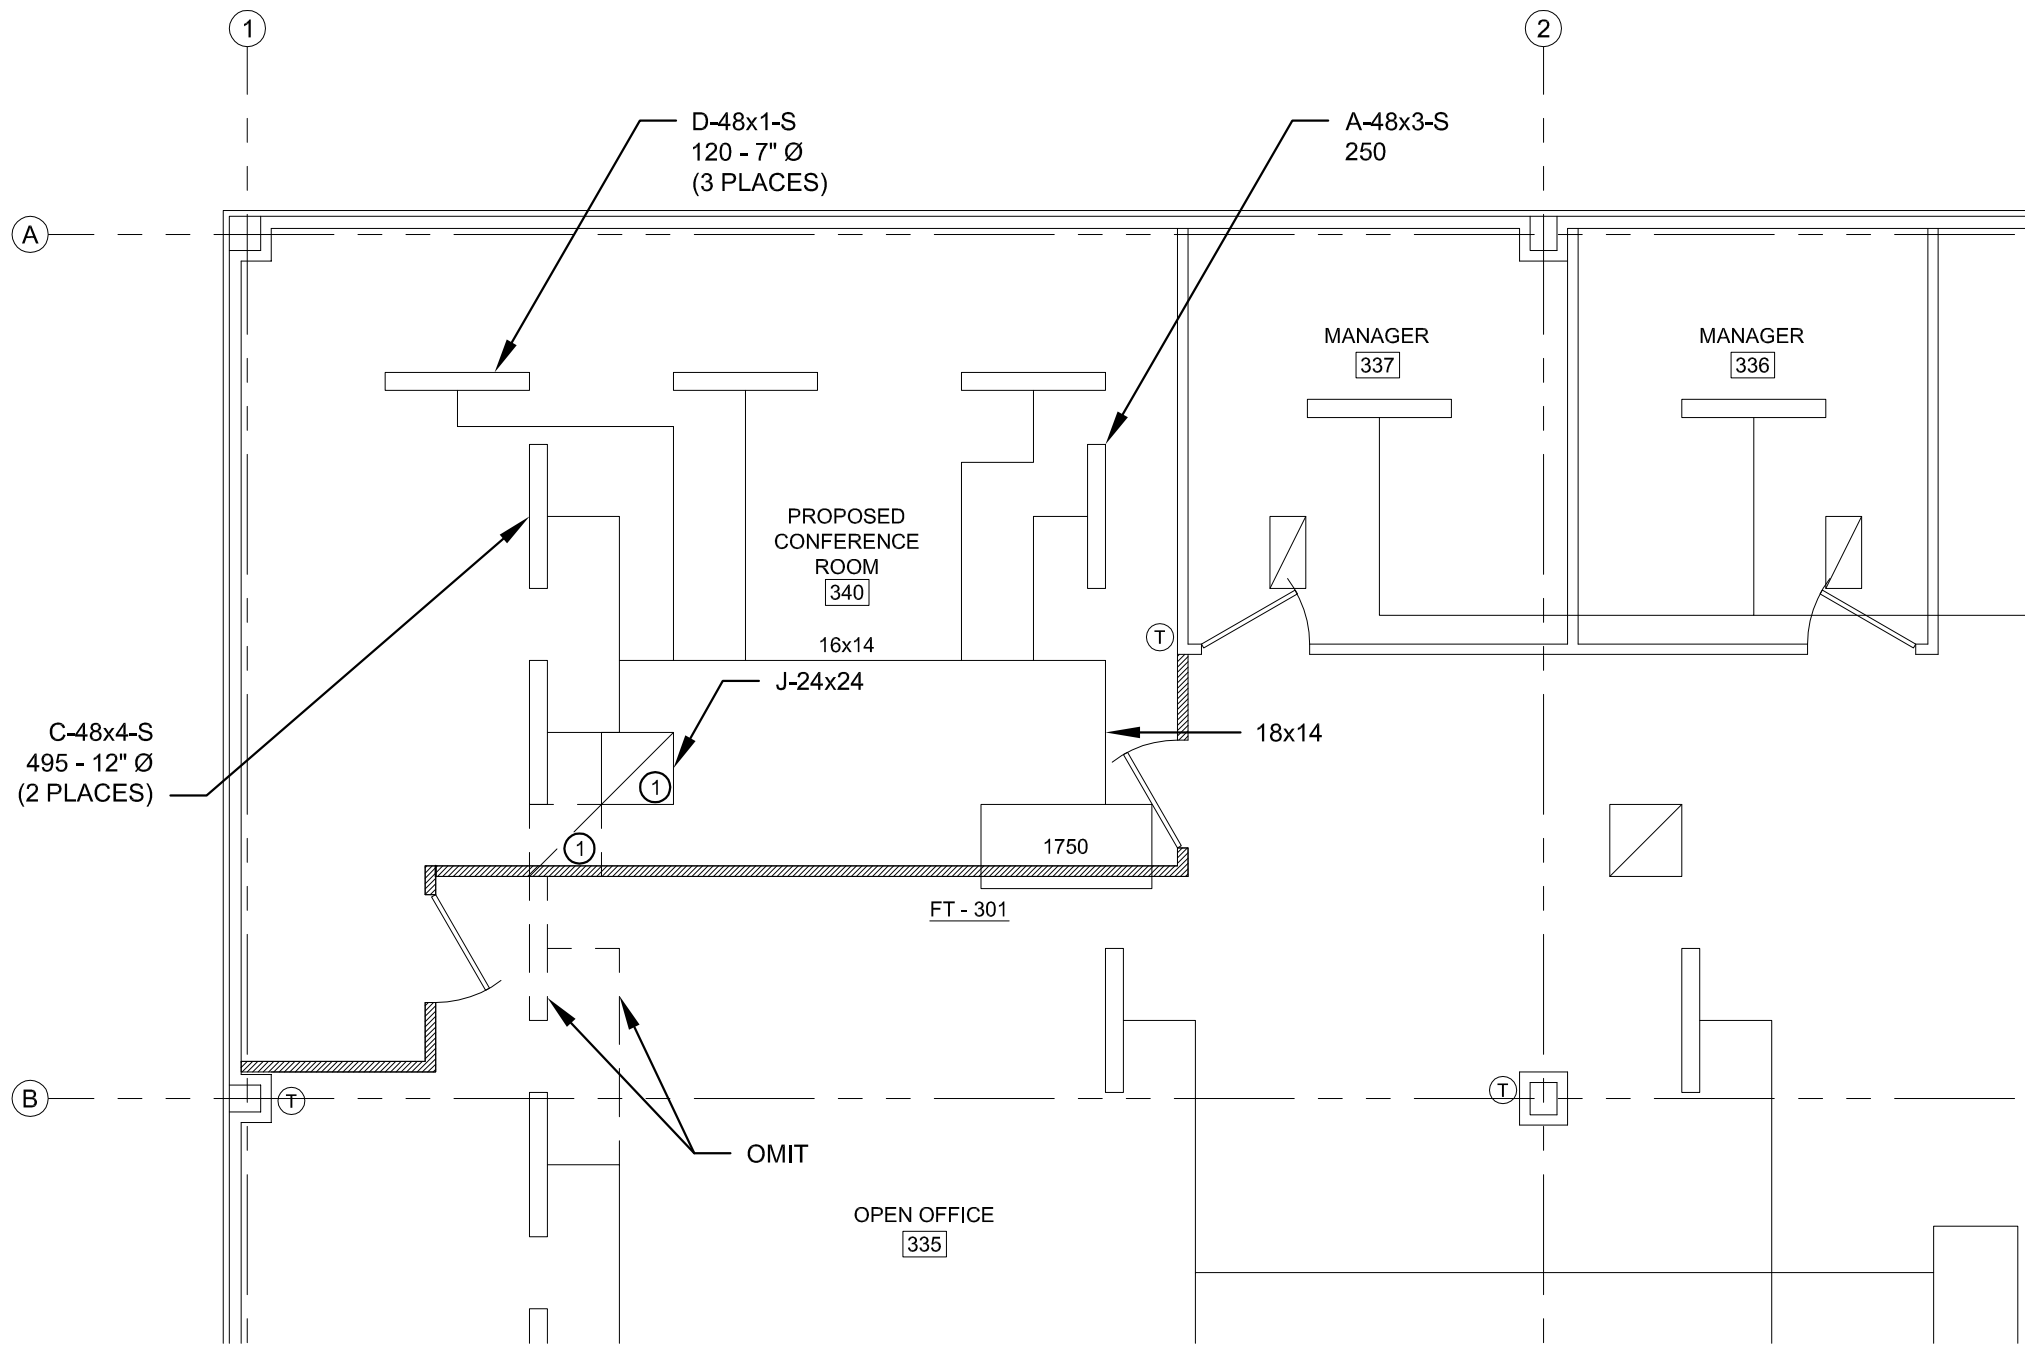 1
2
D-48x1-S
120 - 7" Ø
(3 PLACES)
A-48x3-S
250
A
MANAGER
337
MANAGER
336
PROPOSED
CONFERENCE
ROOM
340
T
16x14
J-24x24
C-48x4-S
495 - 12" Ø
(2 PLACES)
18x14
1
1
1750
FT - 301
B
T
T
OMIT
OPEN OFFICE
335